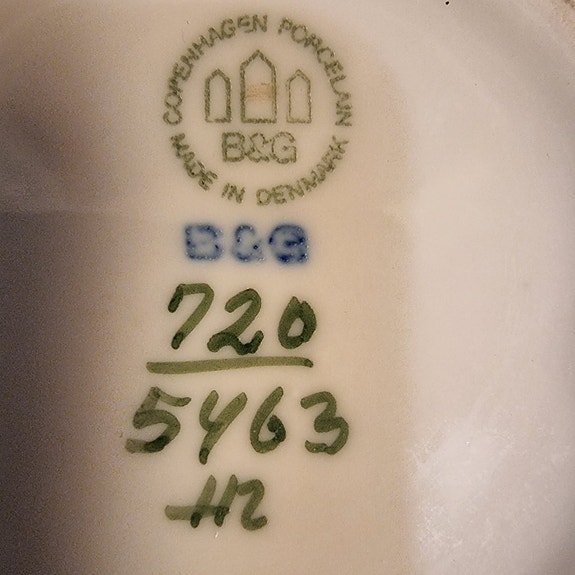 COPENHAGEN PORCELAIN
B&G
MADE IN DENMARK
B&G
720
5463